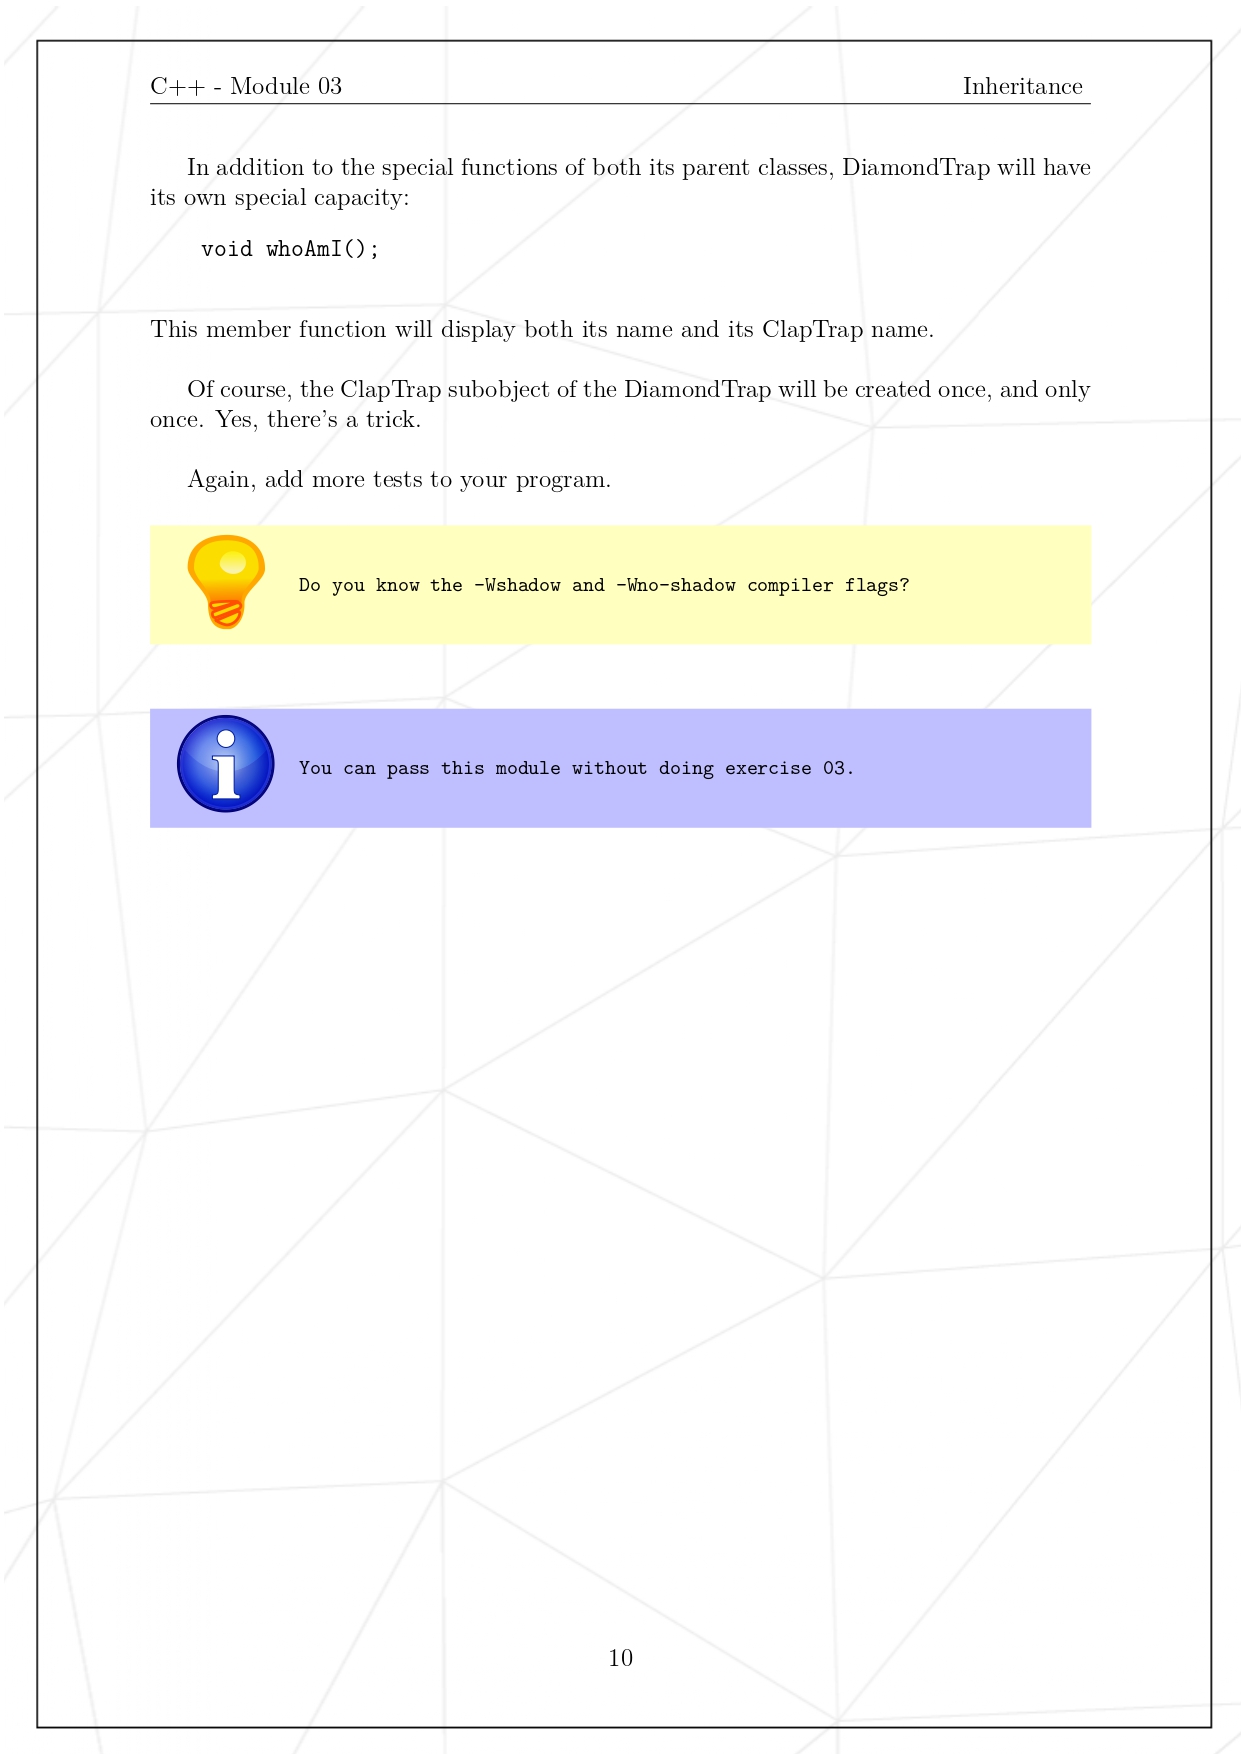 C++ - Module 03 Inheritance
In addition to the special functions of both its parent classes, DiamondTrap will have
its own special capacity:
void whoAmI();
This member function will display both its name and its ClapTrap name.
Of course, the ClapTrap subobject of the DiamondTrap will be created once, and only
once. Yes, there's a trick.
Again, add more tests to your program.
Do you know the -Wshadow and -Wno-shadow compiler flags?
You can pass this module without doing exercise 03.
10